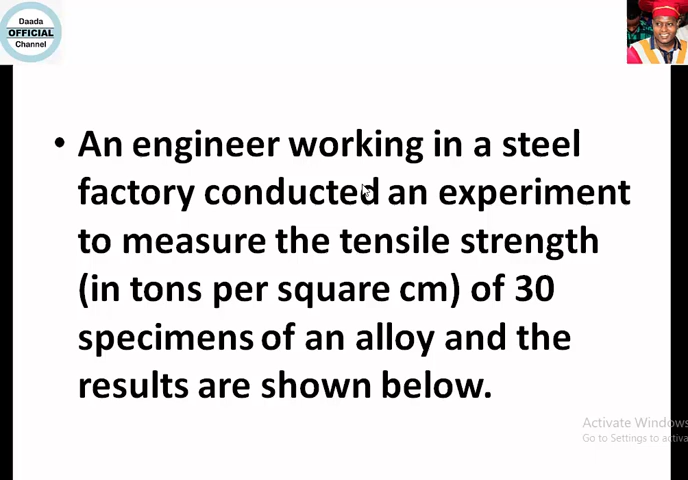 Daada
OFFICIAL
Channel
• An engineer working in a steel
factory conducted an experiment
to measure the tensile strength
(in tons per square cm) of 30
specimens of an alloy and the
results are shown below.
Activate Windows
Go to Settings to activa